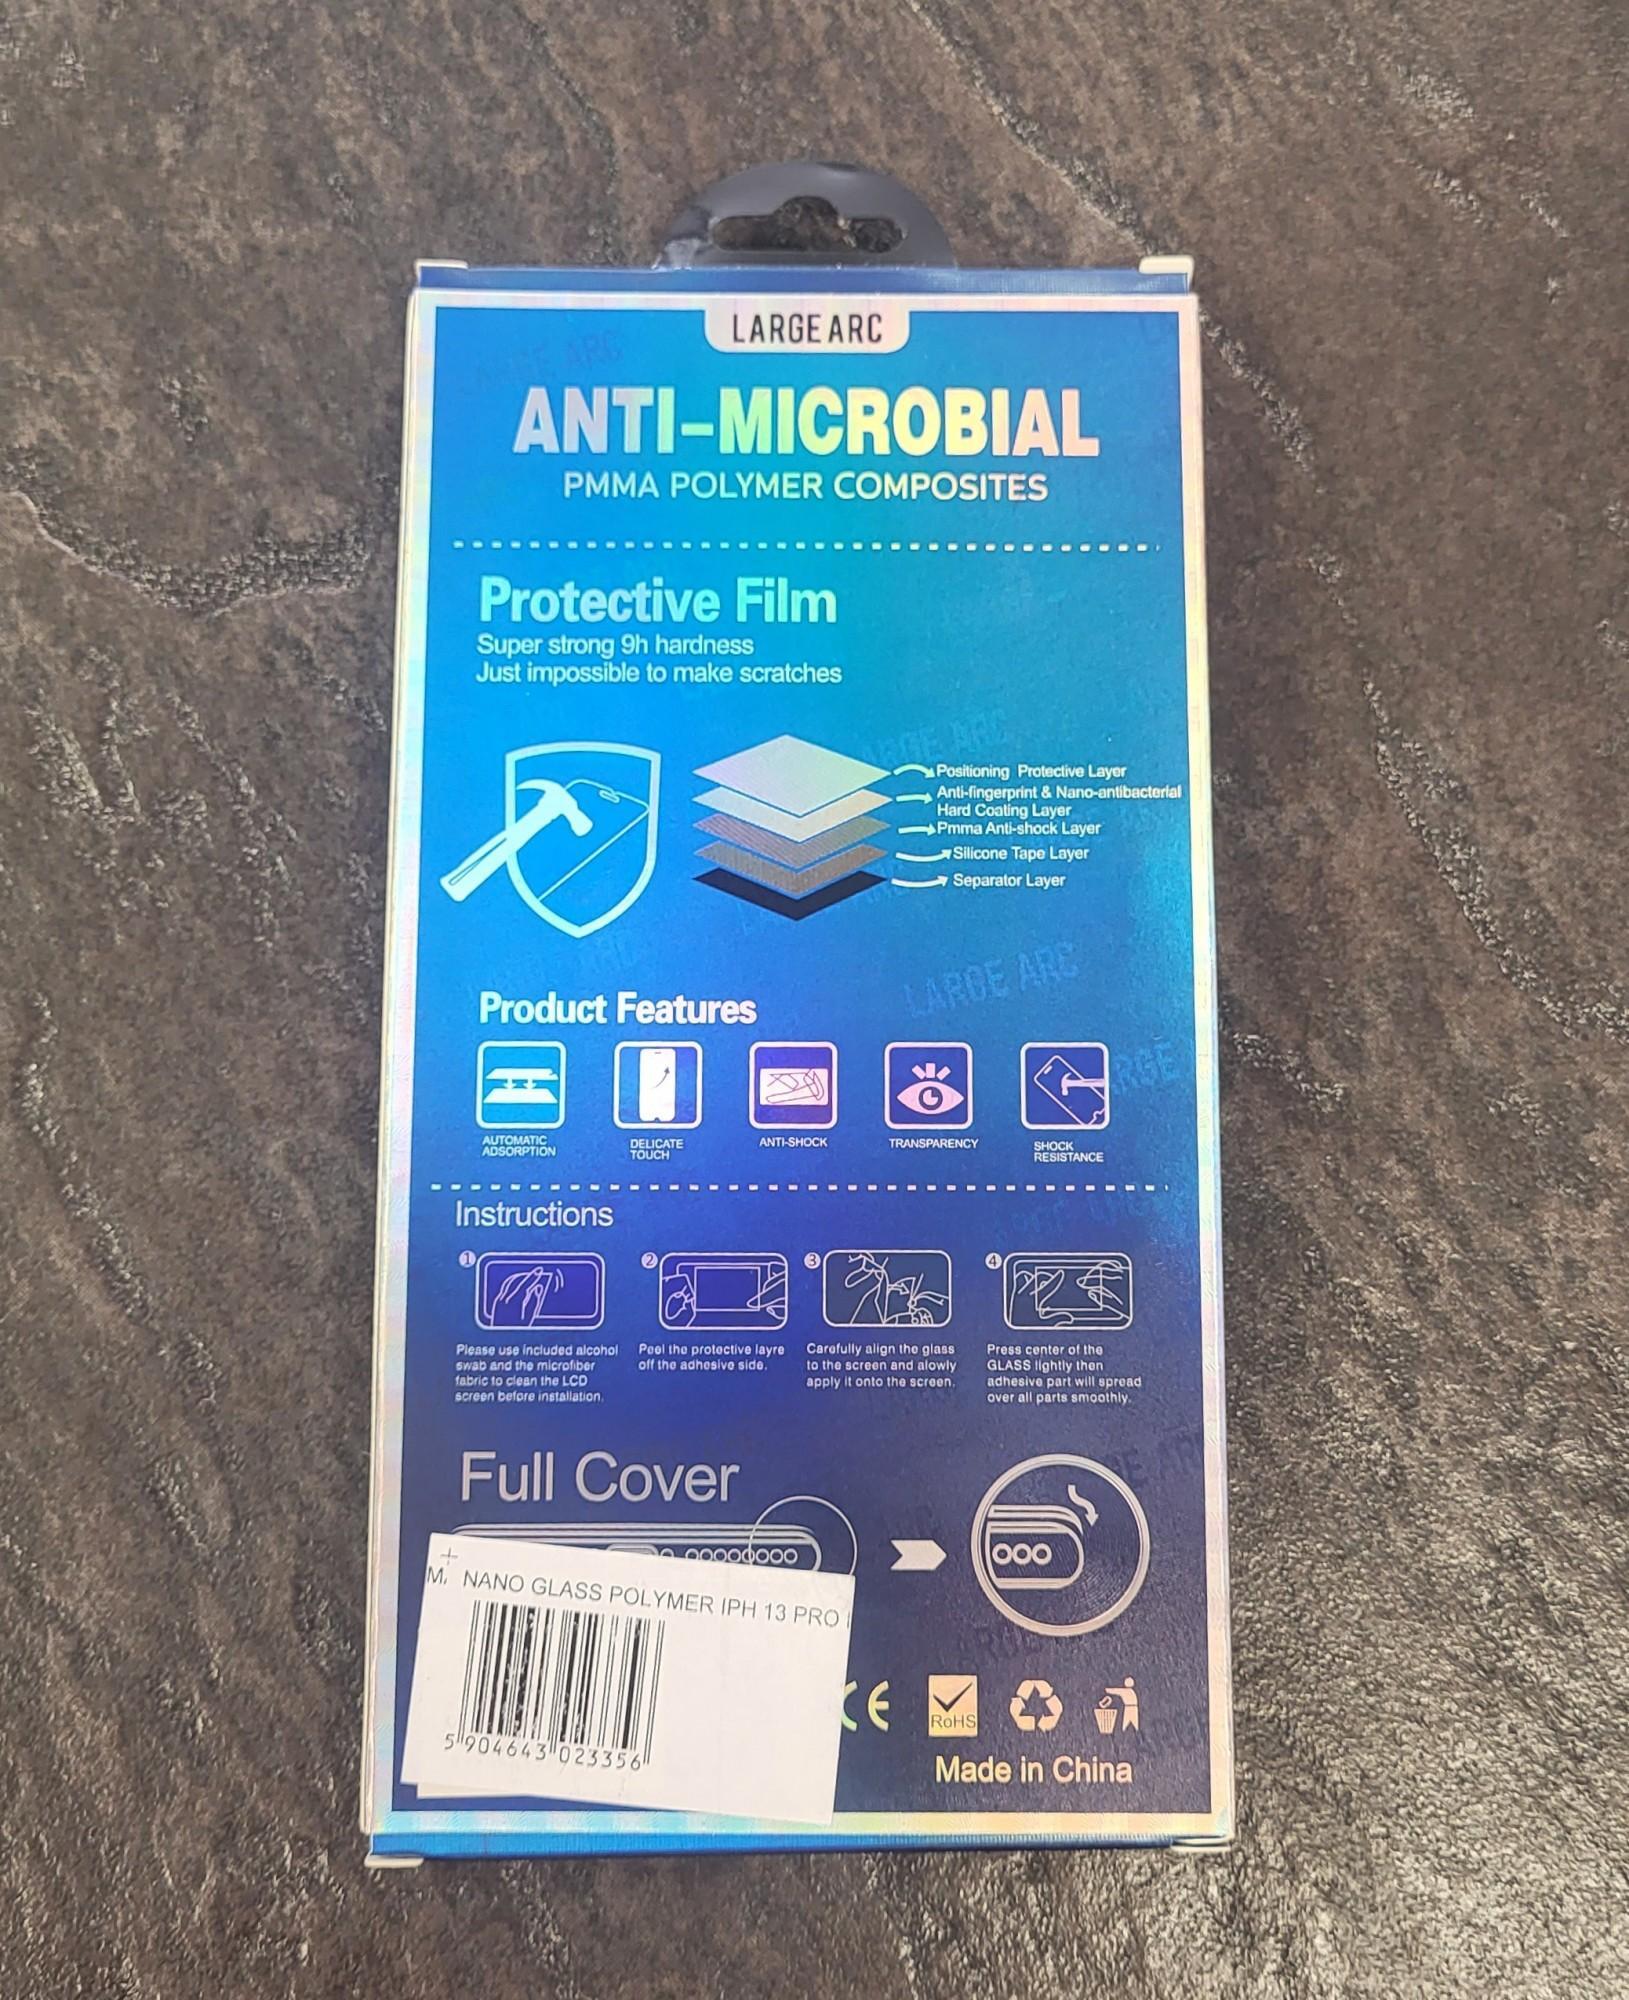 LARGE ARC
ANTI-MICROBIAL
PMMA POLYMER COMPOSITES
Protective Film
Super strong 9h hardness
Just impossible to make scratches
Positioning Protective Layer
Anti-fingerprint & Nano-antibacterial
Hard Coating Layer
Pmma Anti-shock Layer
Silicone Tape Layer
Separator Layer
Product Features
AUTOMATIC
ADSORPTION
DELICATE
TOUCH
ANTI-SHOCK
TRANSPARENCY
SHOCK
RESISTANCE
Instructions
1
Please use included alcohol
swab and the microfiber
fabric to clean the LCD
screen before installation.
2
Peel the protective layre
off the adhesive side.
3
Carefully align the glass
to the screen and alowly
apply it onto the screen.
4
Press center of the
GLASS lightly then
adhesive part will spread
over all parts smoothly.
Full Cover
M. NANO GLASS POLYMER IPH 13 PRO
5 904643 023356
CE
RoHS
Made in China